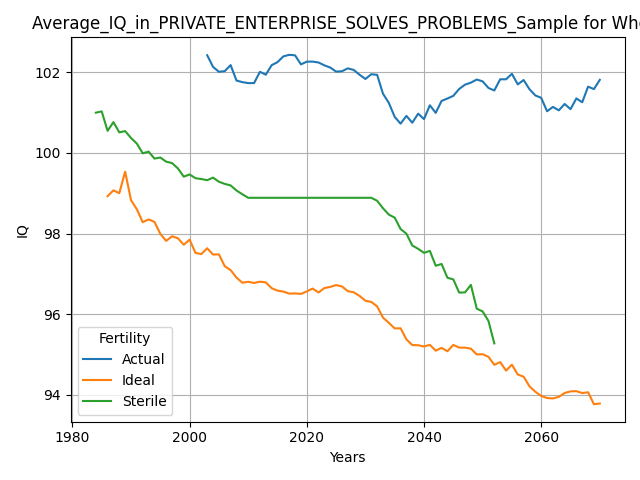 Average_IQ_in_PRIVATE_ENTERPRISE_SOLVES_PROBLEMS_Sample for Wh
IQ
102
100
98
96
94
Fertility
Actual
Ideal
Sterile
1980 2000 2020 2040 2060
Years